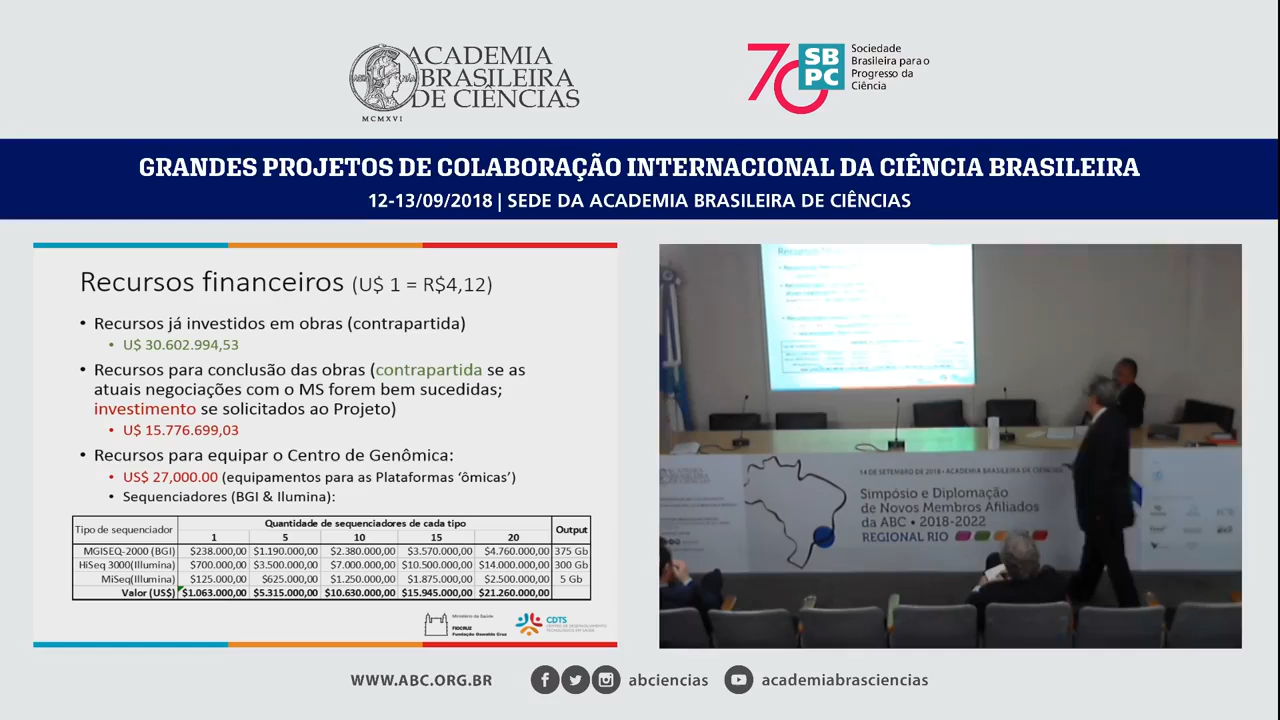 ACADEMIA
BRASILEIRA
DE CIÊNCIAS
MCMXVI
70
SB
PC
Sociedade
Brasileira para o
Progresso da
Ciência
GRANDES PROJETOS DE COLABORAÇÃO INTERNACIONAL DA CIÊNCIA BRASILEIRA
12-13/09/2018 | SEDE DA ACADEMIA BRASILEIRA DE CIÊNCIAS
Recursos financeiros (U$ 1 = R$4,12)
• Recursos já investidos em obras (contrapartida)
• U$ 30.602.994,53
• Recursos para conclusão das obras (contrapartida se as
atuais negociações com o MS forem bem sucedidas;
investimento se solicitados ao Projeto)
• U$ 15.776.699,03
• Recursos para equipar o Centro de Genômica:
• US$ 27,000.00 (equipamentos para as Plataformas ‘ômicas’)
• Sequenciadores (BGI & Ilumina):
Tipo de sequenciador Quantidade de sequenciadores de cada tipo Output
1 5 10 15 20
MGISEQ-2000 (BGI) $238.000,00 $1.190.000,00 $2.380.000,00 $3.570.000,00 $4.760.000,00 375 Gb
HiSeq 3000(Illumina) $700.000,00 $3.500.000,00 $7.000.000,00 $10.500.000,00 $14.000.000,00 300 Gb
MiSeq(Illumina) $125.000,00 $625.000,00 $1.250.000,00 $1.875.000,00 $2.500.000,00 5 Gb
Valor (US$) $1.063.000,00 $5.315.000,00 $10.630.000,00 $15.945.000,00 $21.260.000,00
Ministério da Saúde
FIOCRUZ
Fundação Oswaldo Cruz
CDTS
CENTRO DE DESENVOLVIMENTO
TECNOLÓGICO EM SAÚDE
14 DE SETEMBRO DE 2018 • ACADEMIA BRASILEIRA DE CIÊNCIAS
Simpósio e Diplomação
de Novos Membros Afiliados
da ABC • 2018-2022
REGIONAL RIO
WWW.ABC.ORG.BR
abciencias
academiabrasciencias